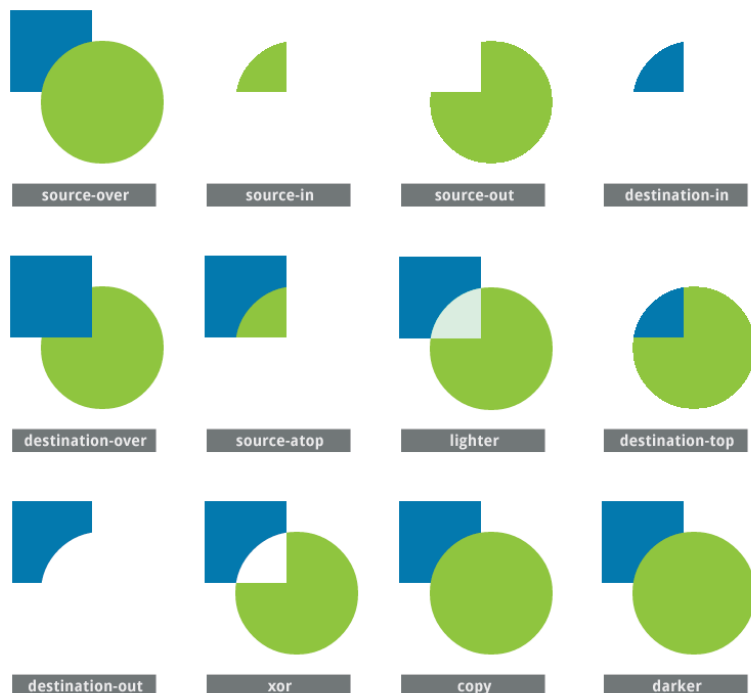 source-over
source-in
source-out
destination-in
destination-over
source-atop
lighter
destination-top
destination-out
xor
copy
darker